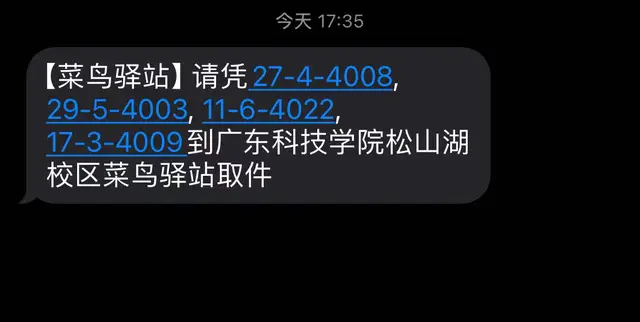 今天 17:35
【菜鸟驿站】请凭27-4-4008,
29-5-4003, 11-6-4022,
17-3-4009到广东科技学院松山湖
校区菜鸟驿站取件